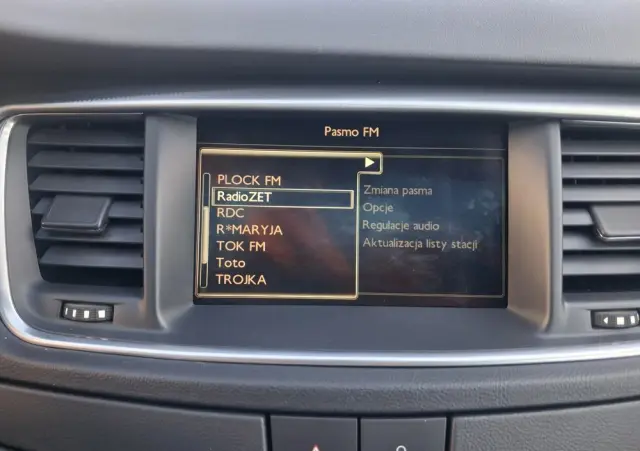 Pasmo FM
PLOCK FM
RadioZET
RDC
R*MARYJA
TOK FM
Toto
TROJKA
Zmiana pasma
Opcje
Regulacje audio
Aktualizacja listy stacji